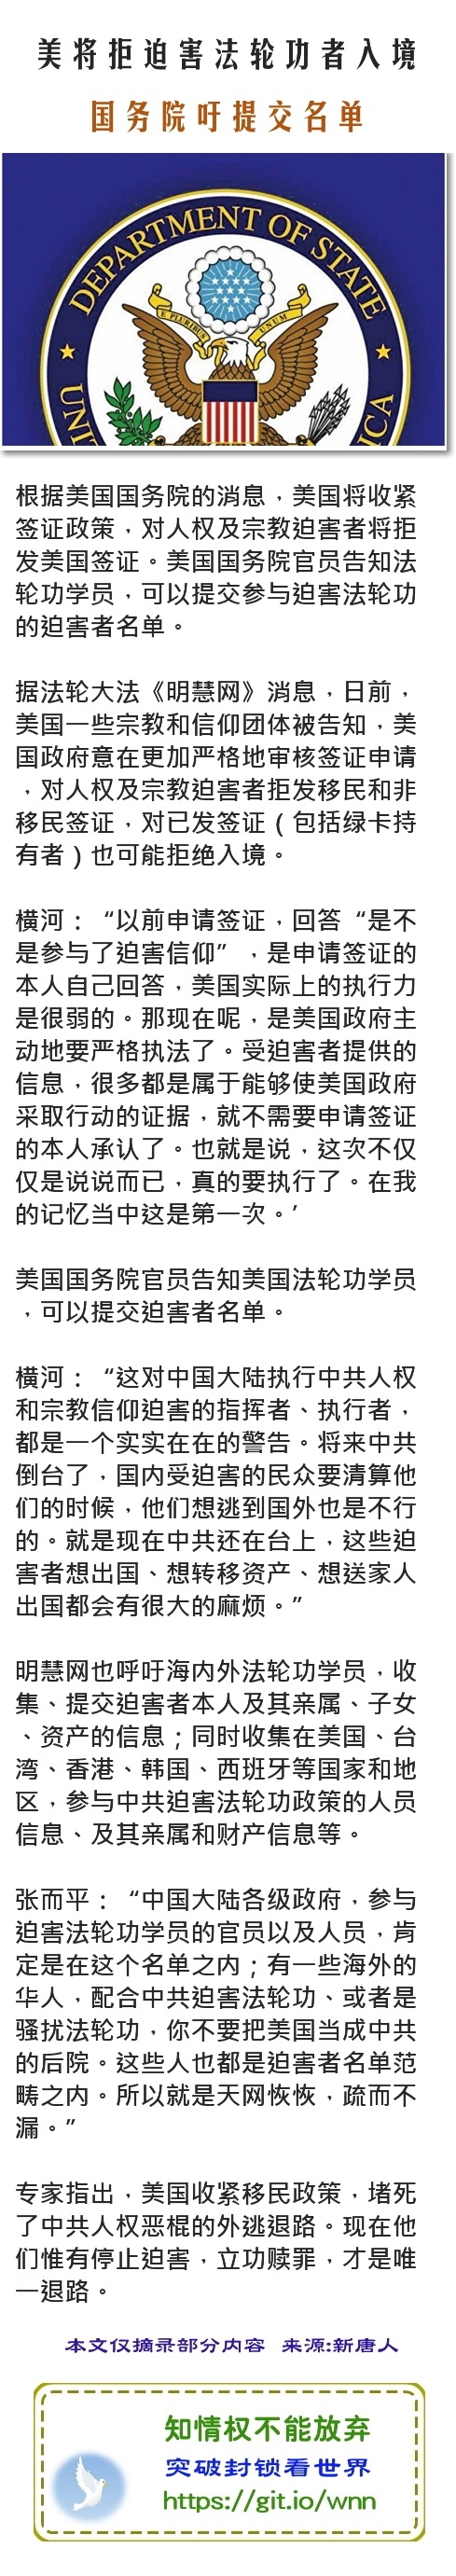 美将拒迫害法轮功者入境
国务院吁提交名单
DEPARTMENT OF STATE
E PLURIBUS UNUM
UNI
ICA
根据美国国务院的消息，美国将收紧
签证政策，对人权及宗教迫害者将拒
发美国签证。美国国务院官员告知法
轮功学员，可以提交参与迫害法轮功
的迫害者名单。
据法轮大法《明慧网》消息，日前，
美国一些宗教和信仰团体被告知，美
国政府意在更加严格地审核签证申请
，对人权及宗教迫害者拒发移民和非
移民签证，对已发签证（包括绿卡持
有者）也可能拒绝入境。
横河：“以前申请签证，回答“是不
是参与了迫害信仰”，是申请签证的
本人自己回答，美国实际上的执行力
是很弱的。那现在呢，是美国政府主
动地要严格执法了。受迫害者提供的
信息，很多都是属于能够使美国政府
采取行动的证据，就不需要申请签证
的本人承认了。也就是说，这次不仅
仅是说说而已，真的要执行了。在我
的记忆当中这是第一次。’
美国国务院官员告知美国法轮功学员
，可以提交迫害者名单。
横河：“这对中国大陆执行中共人权
和宗教信仰迫害的指挥者、执行者，
都是一个实实在在的警告。将来中共
倒台了，国内受迫害的民众要清算他
们的时候，他们想逃到国外也是不行
的。就是现在中共还在台上，这些迫
害者想出国、想转移资产、想送家人
出国都会有很大的麻烦。”
明慧网也呼吁海内外法轮功学员，收
集、提交迫害者本人及其亲属、子女
、资产的信息；同时收集在美国、台
湾、香港、韩国、西班牙等国家和地
区，参与中共迫害法轮功政策的人员
信息、及其亲属和财产信息等。
张而平：“中国大陆各级政府，参与
迫害法轮功学员的官员以及人员，肯
定是在这个名单之内；有一些海外的
华人，配合中共迫害法轮功、或者是
骚扰法轮功，你不要把美国当成中共
的后院。这些人也都是迫害者名单范
畴之内。所以就是天网恢恢，疏而不
漏。”
专家指出，美国收紧移民政策，堵死
了中共人权恶棍的外逃退路。现在他
们惟有停止迫害，立功赎罪，才是唯
一退路。
本文仅摘录部分内容 来源:新唐人
知情权不能放弃
突破封锁看世界
https://git.io/wnn